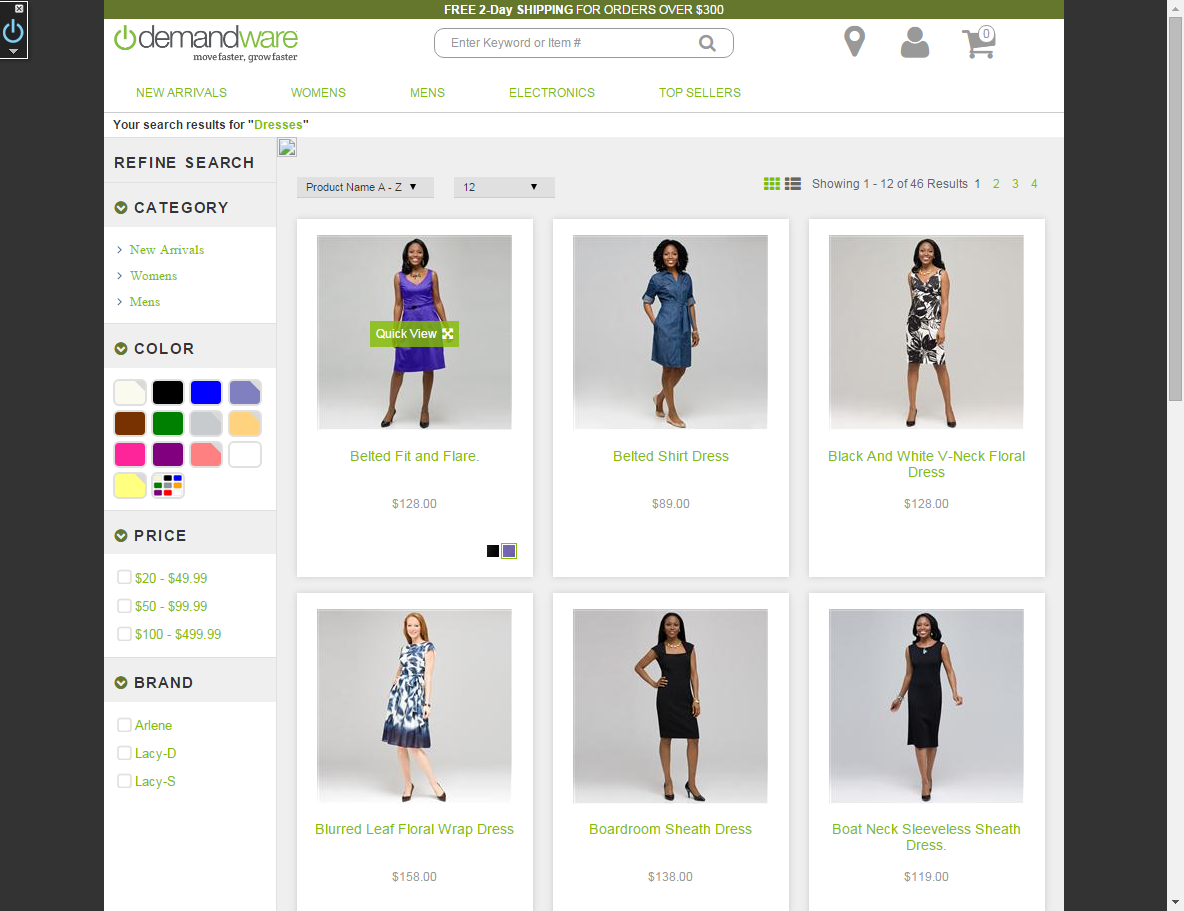 FREE 2-Day SHIPPING FOR ORDERS OVER $300
demandware
move faster, grow faster
Enter Keyword or Item #
0
NEW ARRIVALS
WOMENS
MENS
ELECTRONICS
TOP SELLERS
Your search results for "Dresses"
REFINE SEARCH
CATEGORY
New Arrivals
Womens
Mens
COLOR
PRICE
$20 - $49.99
$50 - $99.99
$100 - $499.99
BRAND
Arlene
Lacy-D
Lacy-S
Product Name A - Z
12
Showing 1 - 12 of 46 Results 1 2 3 4
Quick View
Belted Fit and Flare.
$128.00
Belted Shirt Dress
$89.00
Black And White V-Neck Floral
Dress
$128.00
Blurred Leaf Floral Wrap Dress
$158.00
Boardroom Sheath Dress
$138.00
Boat Neck Sleeveless Sheath
Dress.
$119.00